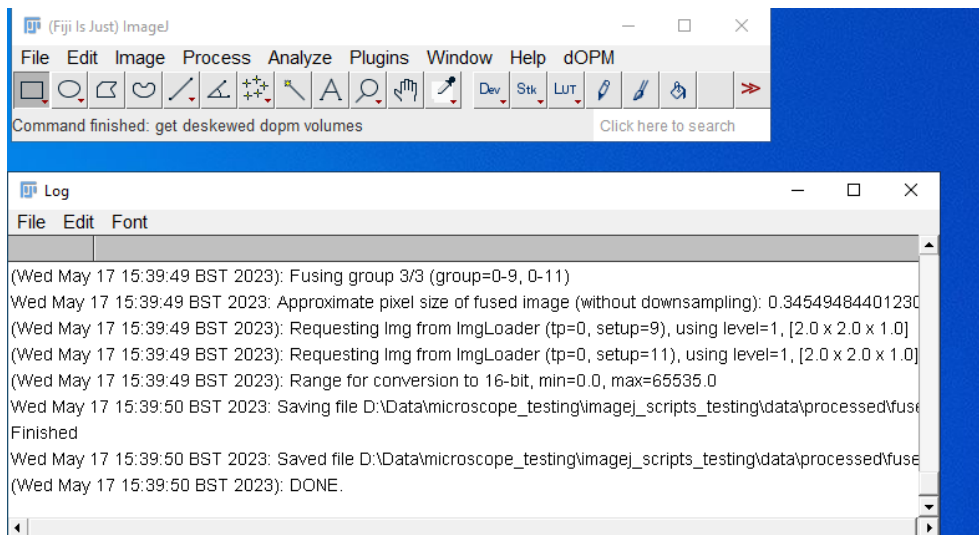 (Fiji Is Just) ImageJ
File Edit Image Process Analyze Plugins Window Help dOPM
A Dev Stk LUT >>
Command finished: get deskewed dopm volumes Click here to search
Log
File Edit Font
(Wed May 17 15:39:49 BST 2023): Fusing group 3/3 (group=0-9, 0-11)
Wed May 17 15:39:49 BST 2023: Approximate pixel size of fused image (without downsampling): 0.34549484401230
(Wed May 17 15:39:49 BST 2023): Requesting Img from ImgLoader (tp=0, setup=9), using level=1, [2.0 x 2.0 x 1.0]
(Wed May 17 15:39:49 BST 2023): Requesting Img from ImgLoader (tp=0, setup=11), using level=1, [2.0 x 2.0 x 1.0]
(Wed May 17 15:39:49 BST 2023): Range for conversion to 16-bit, min=0.0, max=65535.0
Wed May 17 15:39:50 BST 2023: Saving file D:\Data\microscope_testing\imagej_scripts_testing\data\processed\fuse
Finished
Wed May 17 15:39:50 BST 2023: Saved file D:\Data\microscope_testing\imagej_scripts_testing\data\processed\fuse
(Wed May 17 15:39:50 BST 2023): DONE.